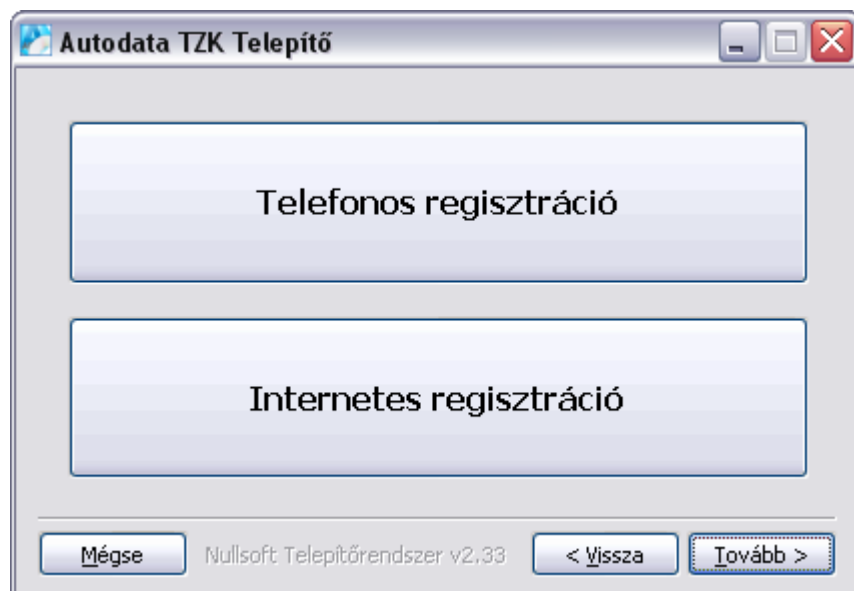 Autodata TZK Telepítő
Telefonos regisztráció
Internetes regisztráció
Mégse
Nullsoft Telepítőrendszer v2.33
< Vissza
Tovább >